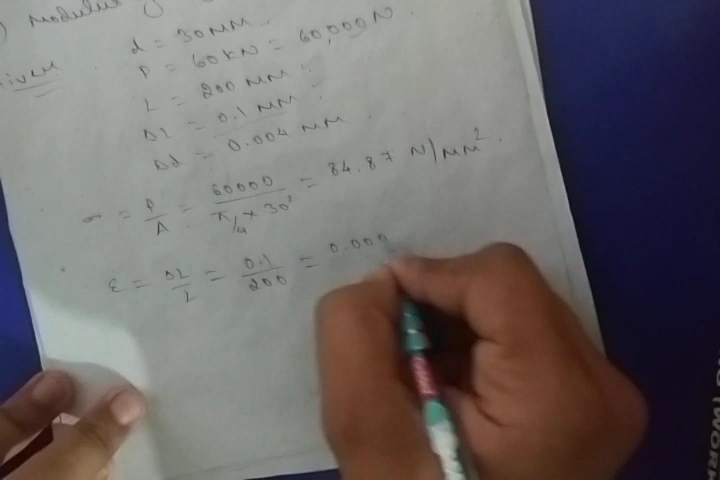 ) Modulus
Given
d = 30 mm
P = 60 KN = 60,000 N.
L = 200 mm
ΔL = 0.1 mm
Δd = 0.004 mm
σ = P/A = 60000 / π/4 × 30² = 84.87 N/mm².
ε = ΔL/L = 0.1/200 = 0.000